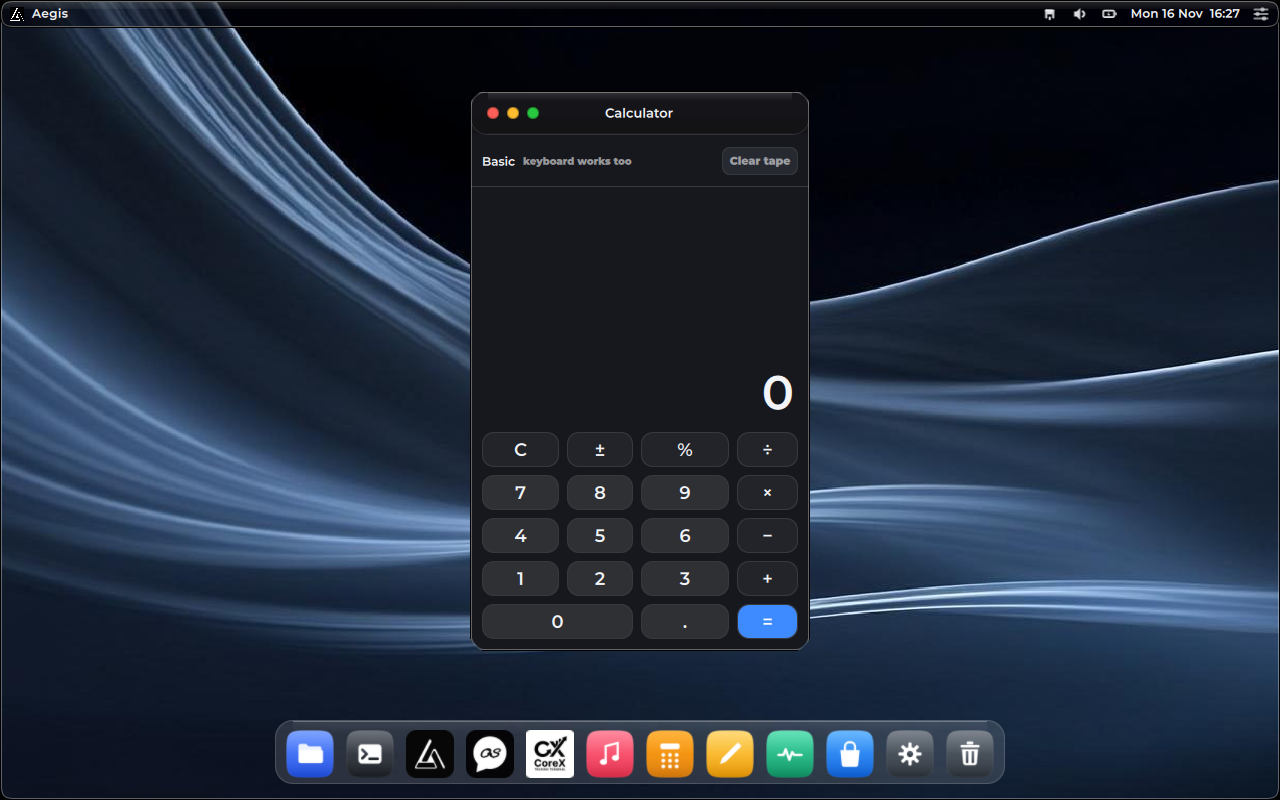 Aegis
Mon 16 Nov 16:27
Calculator
Basic keyboard works too Clear tape
0
C ± % ÷
7 8 9 ×
4 5 6 −
1 2 3 +
0 . =
as
CX
CoreX